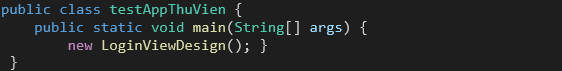 public class testAppThuVien {
    public static void main(String[] args) {
        new LoginViewDesign(); }
 }